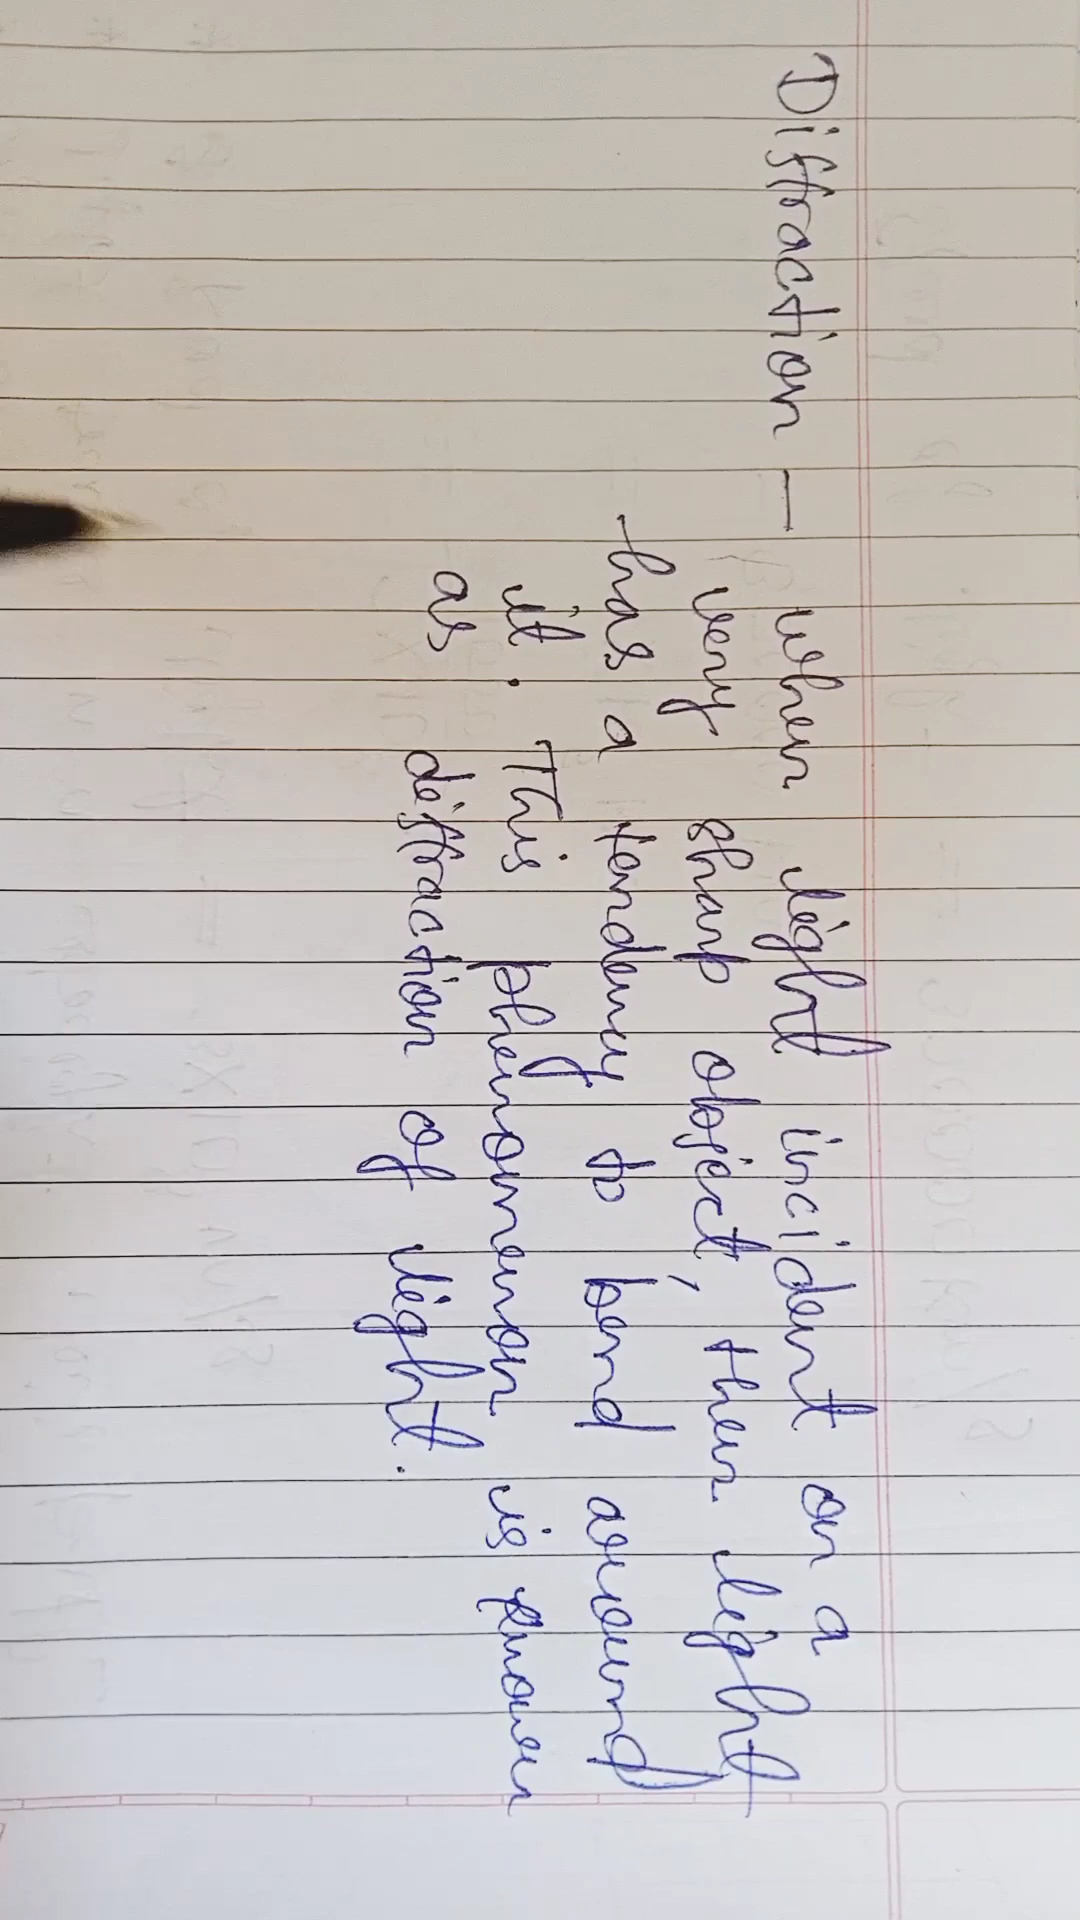 Diffraction — when light incident on a
very sharp object, then light
has a tendency to bend around
it. This phenomenon is known
as diffraction of light.